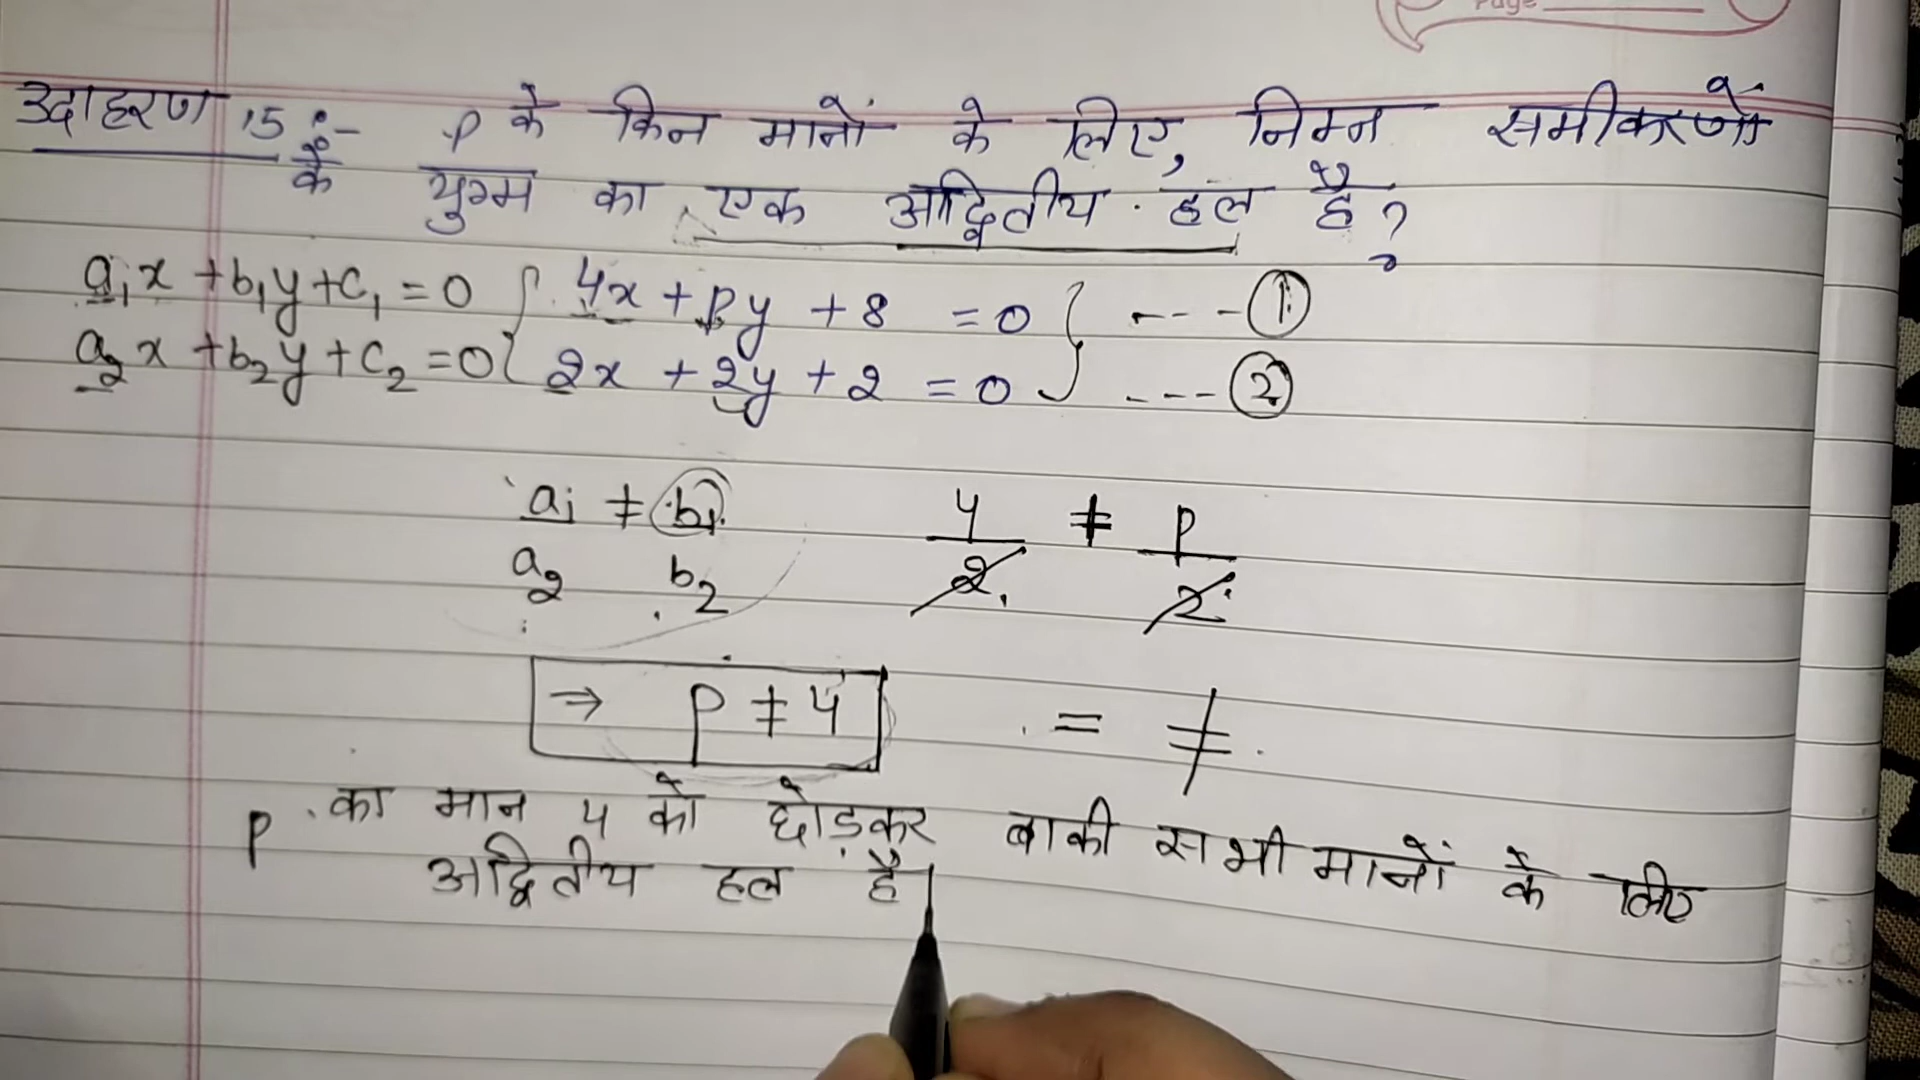 Page
उदाहरण 15 :- p के किन मानों के लिए, निम्न समीकरणों
के युग्म का एक अद्वितीय हल है?
a₁x + b₁y + c₁ = 0 } 4x + py + 8 = 0 } ---- ①
a₂x + b₂y + c₂ = 0 { 2x + 2y + 2 = 0 } ---- ②
a₁ ≠ b₁ 4 ≠ p
a₂ b₂ 2 2
⇒ p ≠ 4 = ≠
p का मान 4 को छोड़कर बाकी सभी मानों के लिए
अद्वितीय हल है।